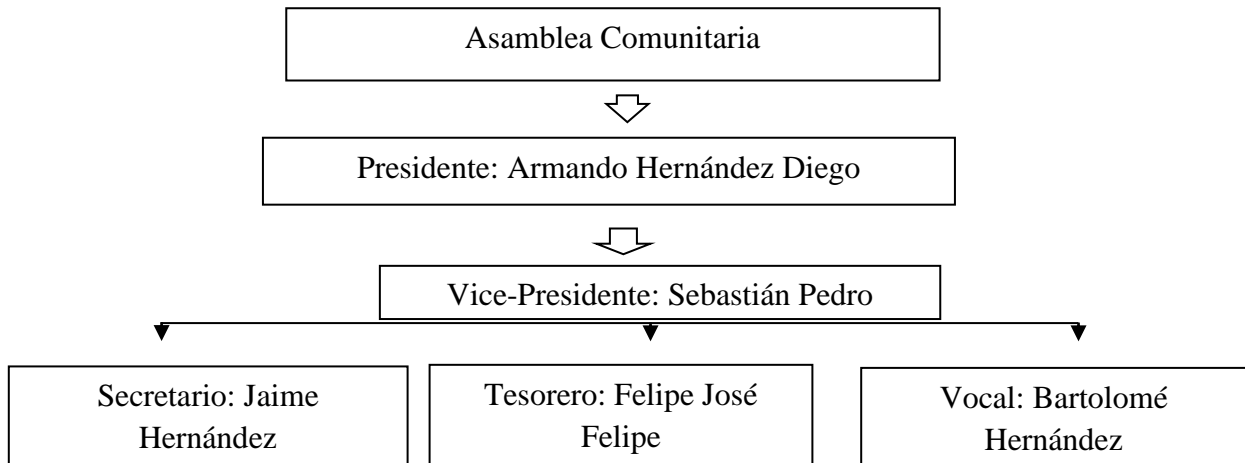 Asamblea Comunitaria
Presidente: Armando Hernández Diego
Vice-Presidente: Sebastián Pedro
Secretario: Jaime
Hernández
Tesorero: Felipe José
Felipe
Vocal: Bartolomé
Hernández